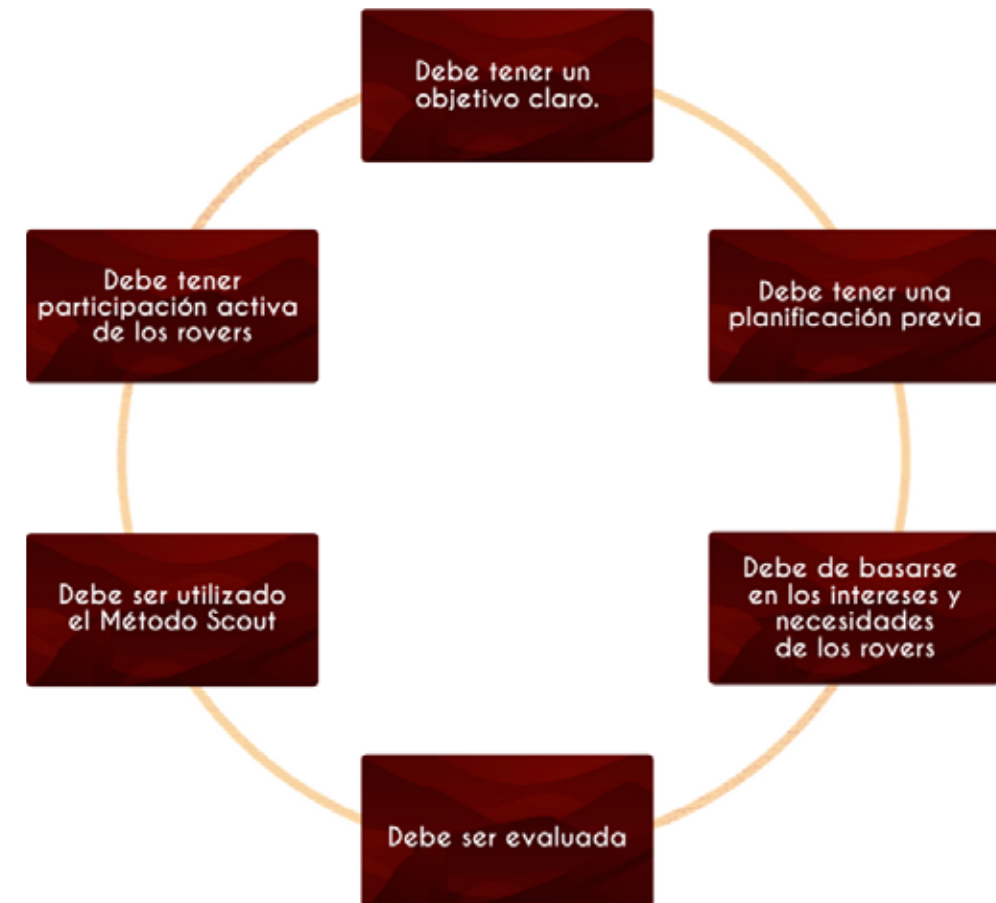 Debe tener un
objetivo claro.
Debe tener
participación activa
de los rovers
Debe tener una
planificación previa
Debe ser utilizado
el Método Scout
Debe de basarse
en los intereses y
necesidades
de los rovers
Debe ser evaluada